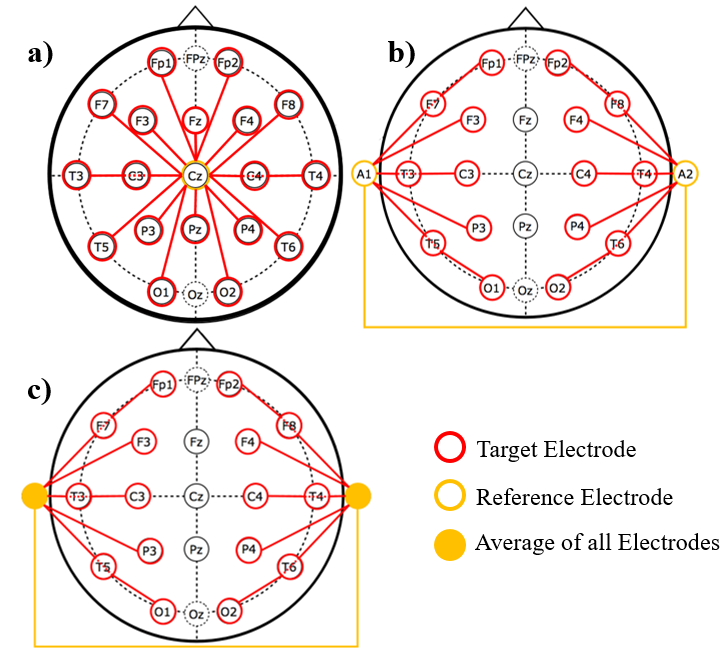 a)
Fp1 FPz Fp2
F7 F3 Fz F4 F8
T3 C3 Cz C4 T4
T5 P3 Pz P4 T6
O1 Oz O2
b)
Fp1 FPz Fp2
F7 F3 Fz F4 F8
A1 T3 C3 Cz C4 T4 A2
T5 P3 Pz P4 T6
O1 Oz O2
c)
Fp1 FPz Fp2
F7 F3 Fz F4 F8
T3 C3 Cz C4 T4
T5 P3 Pz P4 T6
O1 Oz O2
Target Electrode
Reference Electrode
Average of all Electrodes